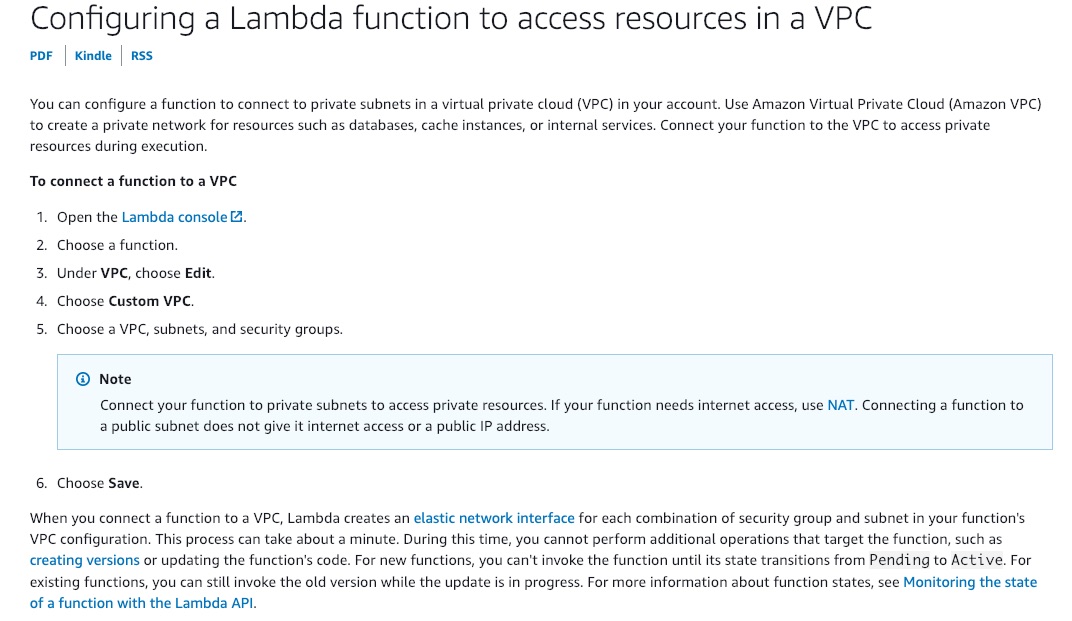 Configuring a Lambda function to access resources in a VPC
PDF | Kindle | RSS
You can configure a function to connect to private subnets in a virtual private cloud (VPC) in your account. Use Amazon Virtual Private Cloud (Amazon VPC)
to create a private network for resources such as databases, cache instances, or internal services. Connect your function to the VPC to access private
resources during execution.
To connect a function to a VPC
1. Open the Lambda console.
2. Choose a function.
3. Under VPC, choose Edit.
4. Choose Custom VPC.
5. Choose a VPC, subnets, and security groups.
Note
Connect your function to private subnets to access private resources. If your function needs internet access, use NAT. Connecting a function to
a public subnet does not give it internet access or a public IP address.
6. Choose Save.
When you connect a function to a VPC, Lambda creates an elastic network interface for each combination of security group and subnet in your function's
VPC configuration. This process can take about a minute. During this time, you cannot perform additional operations that target the function, such as
creating versions or updating the function's code. For new functions, you can't invoke the function until its state transitions from Pending to Active. For
existing functions, you can still invoke the old version while the update is in progress. For more information about function states, see Monitoring the state
of a function with the Lambda API.